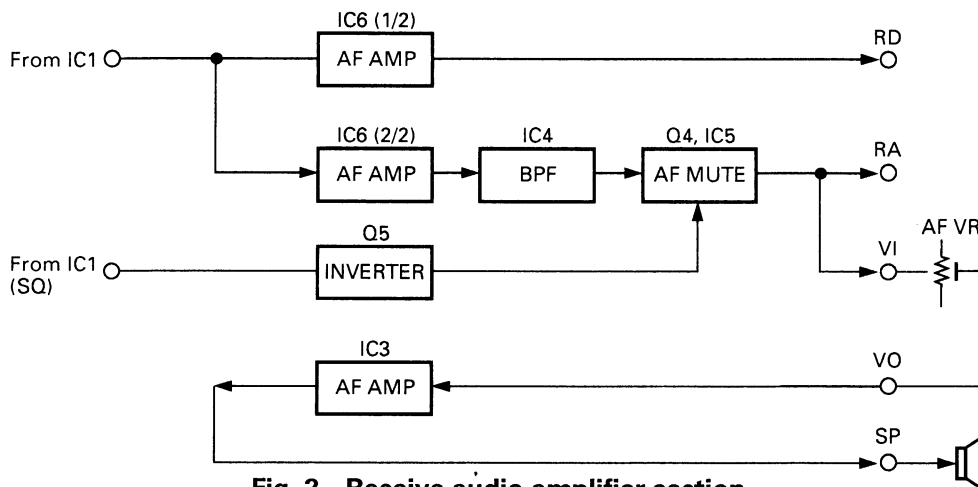 IC6 (1/2)
From IC1
AF AMP
RD
IC6 (2/2)
IC4
Q4, IC5
AF AMP
BPF
AF MUTE
RA
Q5
AF VR
From IC1
(SQ)
INVERTER
VI
IC3
AF AMP
VO
SP
Fig. 2 Receive audio amplifier section